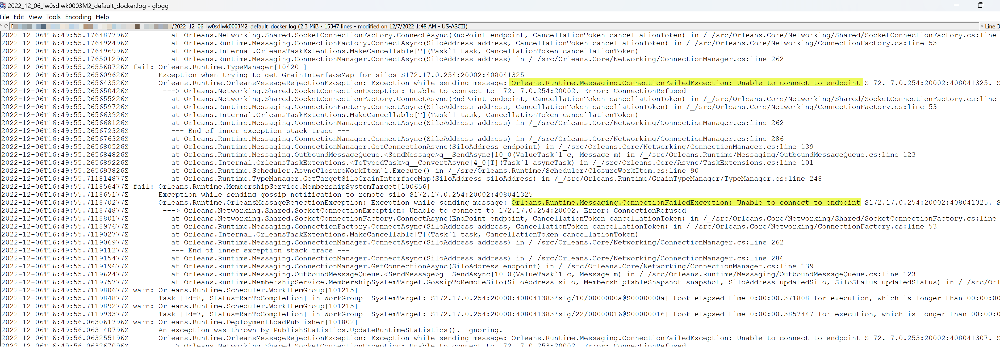 2022_12_06_lw0sdlwk0003M2_default_docker.log - glogg
File Edit View Tools Encoding Help
/2022_12_06_lw0sdlwk0003M2_default_docker.log (2.3 MiB - 15347 lines - modified on 12/7/2022 1:48 AM - US-ASCII) Line 3
2022-12-06T16:49:55.176487796Z at Orleans.Networking.Shared.SocketConnectionFactory.ConnectAsync(EndPoint endpoint, CancellationToken cancellationToken) in /_/src/Orleans.Core/Networking/Shared/SocketConnectionFactory.cs:line
2022-12-06T16:49:55.176492496Z at Orleans.Runtime.Messaging.ConnectionFactory.ConnectAsync(SiloAddress address, CancellationToken cancellationToken) in /_/src/Orleans.Core/Networking/ConnectionFactory.cs:line 53
2022-12-06T16:49:55.176496996Z at Orleans.Internal.OrleansTaskExtentions.MakeCancellable[T](Task`1 task, CancellationToken cancellationToken)
2022-12-06T16:49:55.176501296Z at Orleans.Runtime.Messaging.ConnectionManager.ConnectAsync(SiloAddress address) in /_/src/Orleans.Core/Networking/ConnectionManager.cs:line 262
2022-12-06T16:49:55.265568726Z fail: Orleans.Runtime.TypeManager[104201]
2022-12-06T16:49:55.265609626Z Exception when trying to get GrainInterfaceMap for silos S172.17.0.254:20002:408041325
2022-12-06T16:49:55.265643526Z Orleans.Runtime.OrleansMessageRejectionException: Exception while sending message: Orleans.Runtime.Messaging.ConnectionFailedException: Unable to connect to endpoint S172.17.0.254:20002:408041325. S
2022-12-06T16:49:55.265650426Z ---> Orleans.Networking.Shared.SocketConnectionException: Unable to connect to 172.17.0.254:20002. Error: ConnectionRefused
2022-12-06T16:49:55.265655226Z at Orleans.Networking.Shared.SocketConnectionFactory.ConnectAsync(EndPoint endpoint, CancellationToken cancellationToken) in /_/src/Orleans.Core/Networking/Shared/SocketConnectionFactory.cs:line
2022-12-06T16:49:55.265659726Z at Orleans.Runtime.Messaging.ConnectionFactory.ConnectAsync(SiloAddress address, CancellationToken cancellationToken) in /_/src/Orleans.Core/Networking/ConnectionFactory.cs:line 53
2022-12-06T16:49:55.265663926Z at Orleans.Internal.OrleansTaskExtentions.MakeCancellable[T](Task`1 task, CancellationToken cancellationToken)
2022-12-06T16:49:55.265668126Z at Orleans.Runtime.Messaging.ConnectionManager.ConnectAsync(SiloAddress address) in /_/src/Orleans.Core/Networking/ConnectionManager.cs:line 262
2022-12-06T16:49:55.265672326Z --- End of inner exception stack trace ---
2022-12-06T16:49:55.265676326Z at Orleans.Runtime.Messaging.ConnectionManager.ConnectAsync(SiloAddress address) in /_/src/Orleans.Core/Networking/ConnectionManager.cs:line 286
2022-12-06T16:49:55.265680526Z at Orleans.Runtime.Messaging.ConnectionManager.GetConnectionAsync(SiloAddress endpoint) in /_/src/Orleans.Core/Networking/ConnectionManager.cs:line 139
2022-12-06T16:49:55.265684826Z at Orleans.Runtime.Messaging.OutboundMessageQueue.<SendMessage>g__SendAsync|10_0(ValueTask`1 c, Message m) in /_/src/Orleans.Runtime/Messaging/OutboundMessageQueue.cs:line 123
2022-12-06T16:49:55.265689226Z at Orleans.Internal.OrleansTaskExtentions.<ToTypedTask>g__ConvertAsync|4_0[T](Task`1 asyncTask) in /_/src/Orleans.Core/Async/TaskExtensions.cs:line 101
2022-12-06T16:49:55.265693826Z at Orleans.Runtime.Scheduler.AsyncClosureWorkItem`1.Execute() in /_/src/Orleans.Runtime/Scheduler/ClosureWorkItem.cs:line 90
2022-12-06T16:49:55.711814877Z at Orleans.Runtime.TypeManager.GetTargetSiloGrainInterfaceMap(SiloAddress siloAddress) in /_/src/Orleans.Runtime/GrainTypeManager/TypeManager.cs:line 248
2022-12-06T16:49:55.711856477Z fail: Orleans.Runtime.MembershipService.MembershipSystemTarget[100656]
2022-12-06T16:49:55.711865177Z Exception while sending gossip notification to remote silo S172.17.0.254:20002:408041325
2022-12-06T16:49:55.711870277Z Orleans.Runtime.OrleansMessageRejectionException: Exception while sending message: Orleans.Runtime.Messaging.ConnectionFailedException: Unable to connect to endpoint S172.17.0.254:20002:408041325. S
2022-12-06T16:49:55.711874877Z ---> Orleans.Networking.Shared.SocketConnectionException: Unable to connect to 172.17.0.254:20002. Error: ConnectionRefused
2022-12-06T16:49:55.711880177Z at Orleans.Networking.Shared.SocketConnectionFactory.ConnectAsync(EndPoint endpoint, CancellationToken cancellationToken) in /_/src/Orleans.Core/Networking/Shared/SocketConnectionFactory.cs:line
2022-12-06T16:49:55.711897677Z at Orleans.Runtime.Messaging.ConnectionFactory.ConnectAsync(SiloAddress address, CancellationToken cancellationToken) in /_/src/Orleans.Core/Networking/ConnectionFactory.cs:line 53
2022-12-06T16:49:55.711902777Z at Orleans.Internal.OrleansTaskExtentions.MakeCancellable[T](Task`1 task, CancellationToken cancellationToken)
2022-12-06T16:49:55.711906977Z at Orleans.Runtime.Messaging.ConnectionManager.ConnectAsync(SiloAddress address) in /_/src/Orleans.Core/Networking/ConnectionManager.cs:line 262
2022-12-06T16:49:55.711911277Z --- End of inner exception stack trace ---
2022-12-06T16:49:55.711915477Z at Orleans.Runtime.Messaging.ConnectionManager.ConnectAsync(SiloAddress address) in /_/src/Orleans.Core/Networking/ConnectionManager.cs:line 286
2022-12-06T16:49:55.711919677Z at Orleans.Runtime.Messaging.ConnectionManager.GetConnectionAsync(SiloAddress endpoint) in /_/src/Orleans.Core/Networking/ConnectionManager.cs:line 139
2022-12-06T16:49:55.711962477Z at Orleans.Runtime.Messaging.OutboundMessageQueue.<SendMessage>g__SendAsync|10_0(ValueTask`1 c, Message m) in /_/src/Orleans.Runtime/Messaging/OutboundMessageQueue.cs:line 123
2022-12-06T16:49:55.711975777Z at Orleans.Runtime.MembershipService.MembershipSystemTarget.GossipToRemoteSilo(SiloAddress silo, MembershipTableSnapshot snapshot, SiloAddress updatedSilo, SiloStatus updatedStatus) in /_/src/Orl
2022-12-06T16:49:55.711980677Z warn: Orleans.Runtime.Scheduler.WorkItemGroup[101215]
2022-12-06T16:49:55.711984877Z Task [Id=8, Status=RanToCompletion] in WorkGroup [SystemTarget: S172.17.0.254:20000:408041383*stg/10/0000000a@S0000000a] took elapsed time 0:00:00.371808 for execution, which is longer than 00:00:00
2022-12-06T16:49:55.711989277Z warn: Orleans.Runtime.Scheduler.WorkItemGroup[101215]
2022-12-06T16:49:55.711993377Z Task [Id=7, Status=RanToCompletion] in WorkGroup [SystemTarget: S172.17.0.254:20000:408041383*stg/22/00000016@S00000016] took elapsed time 0:00:00.3857447 for execution, which is longer than 00:00:0
2022-12-06T16:49:56.063061796Z warn: Orleans.Runtime.DeploymentLoadPublisher[101802]
2022-12-06T16:49:56.063140796Z An exception was thrown by PublishStatistics.UpdateRuntimeStatistics(). Ignoring.
2022-12-06T16:49:56.063255196Z Orleans.Runtime.OrleansMessageRejectionException: Exception while sending message: Orleans.Runtime.Messaging.ConnectionFailedException: Unable to connect to endpoint S172.17.0.253:20002:408041307. S
2022-12-06T16:49:56.063267096Z ---> Orleans.Networking.Shared.SocketConnectionException: Unable to connect to 172.17.0.253:20002. Error: ConnectionRefused